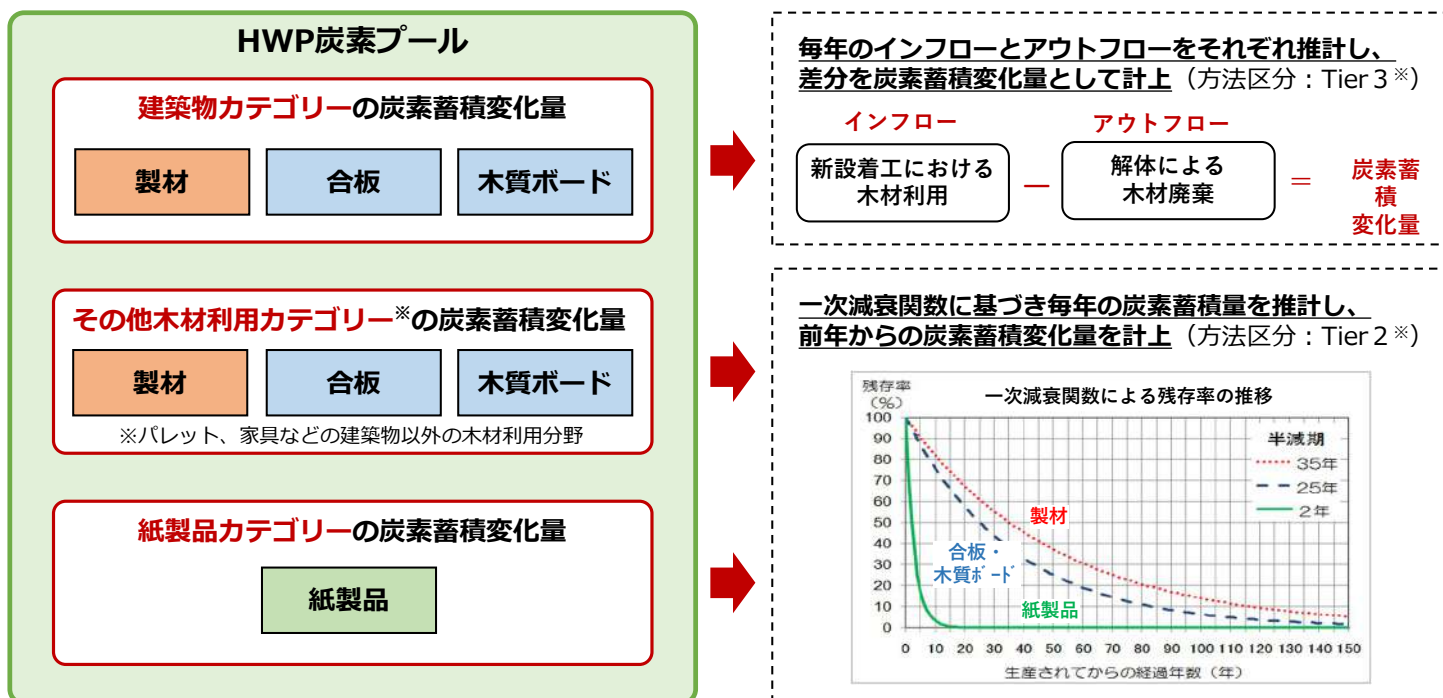 HWP炭素プール
建築物カテゴリーの炭素蓄積変化量
製材
合板
木質ボード
その他木材利用カテゴリー※の炭素蓄積変化量
製材
合板
木質ボード
※パレット、家具などの建築物以外の木材利用分野
紙製品カテゴリーの炭素蓄積変化量
紙製品
毎年のインフローとアウトフローをそれぞれ推計し、
差分を炭素蓄積変化量として計上（方法区分：Tier３※）
インフロー
アウトフロー
新設着工における
木材利用
―
解体による
木材廃棄
＝
炭素蓄
積
変化量
一次減衰関数に基づき毎年の炭素蓄積量を推計し、
前年からの炭素蓄積変化量を計上（方法区分：Tier２※）
残存率
（%）
一次減衰関数による残存率の推移
100
90
80
70
60
50
40
30
20
10
0
半減期
35年
25年
2年
製材
合板・
木質ﾎﾞｰﾄﾞ
紙製品
0 10 20 30 40 50 60 70 80 90 100 110 120 130 140 150
生産されてからの経過年数（年）